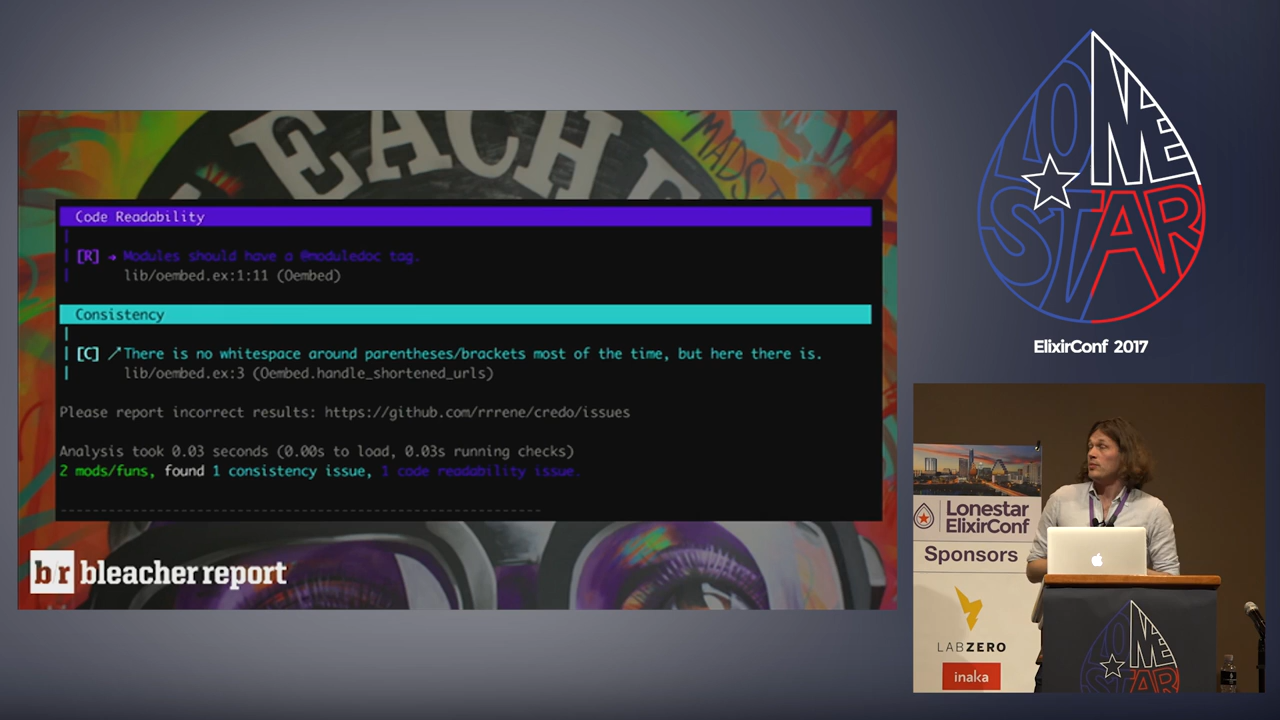 EACHE
MADST
Code Readability
[R] → Modules should have a @moduledoc tag.
lib/oembed.ex:1:11 (Oembed)
Consistency
[C] ↗ There is no whitespace around parentheses/brackets most of the time, but here there is.
lib/oembed.ex:3 (Oembed.handle_shortened_urls)
Please report incorrect results: https://github.com/rrrene/credo/issues
Analysis took 0.03 seconds (0.00s to load, 0.03s running checks)
2 mods/funs, found 1 consistency issue, 1 code readability issue.
------------------------------------------------------
br bleacher report
LONE
STAR
ElixirConf 2017
Lonestar
ElixirConf
Sponsors
LABZERO
inaka
LONE
STAR